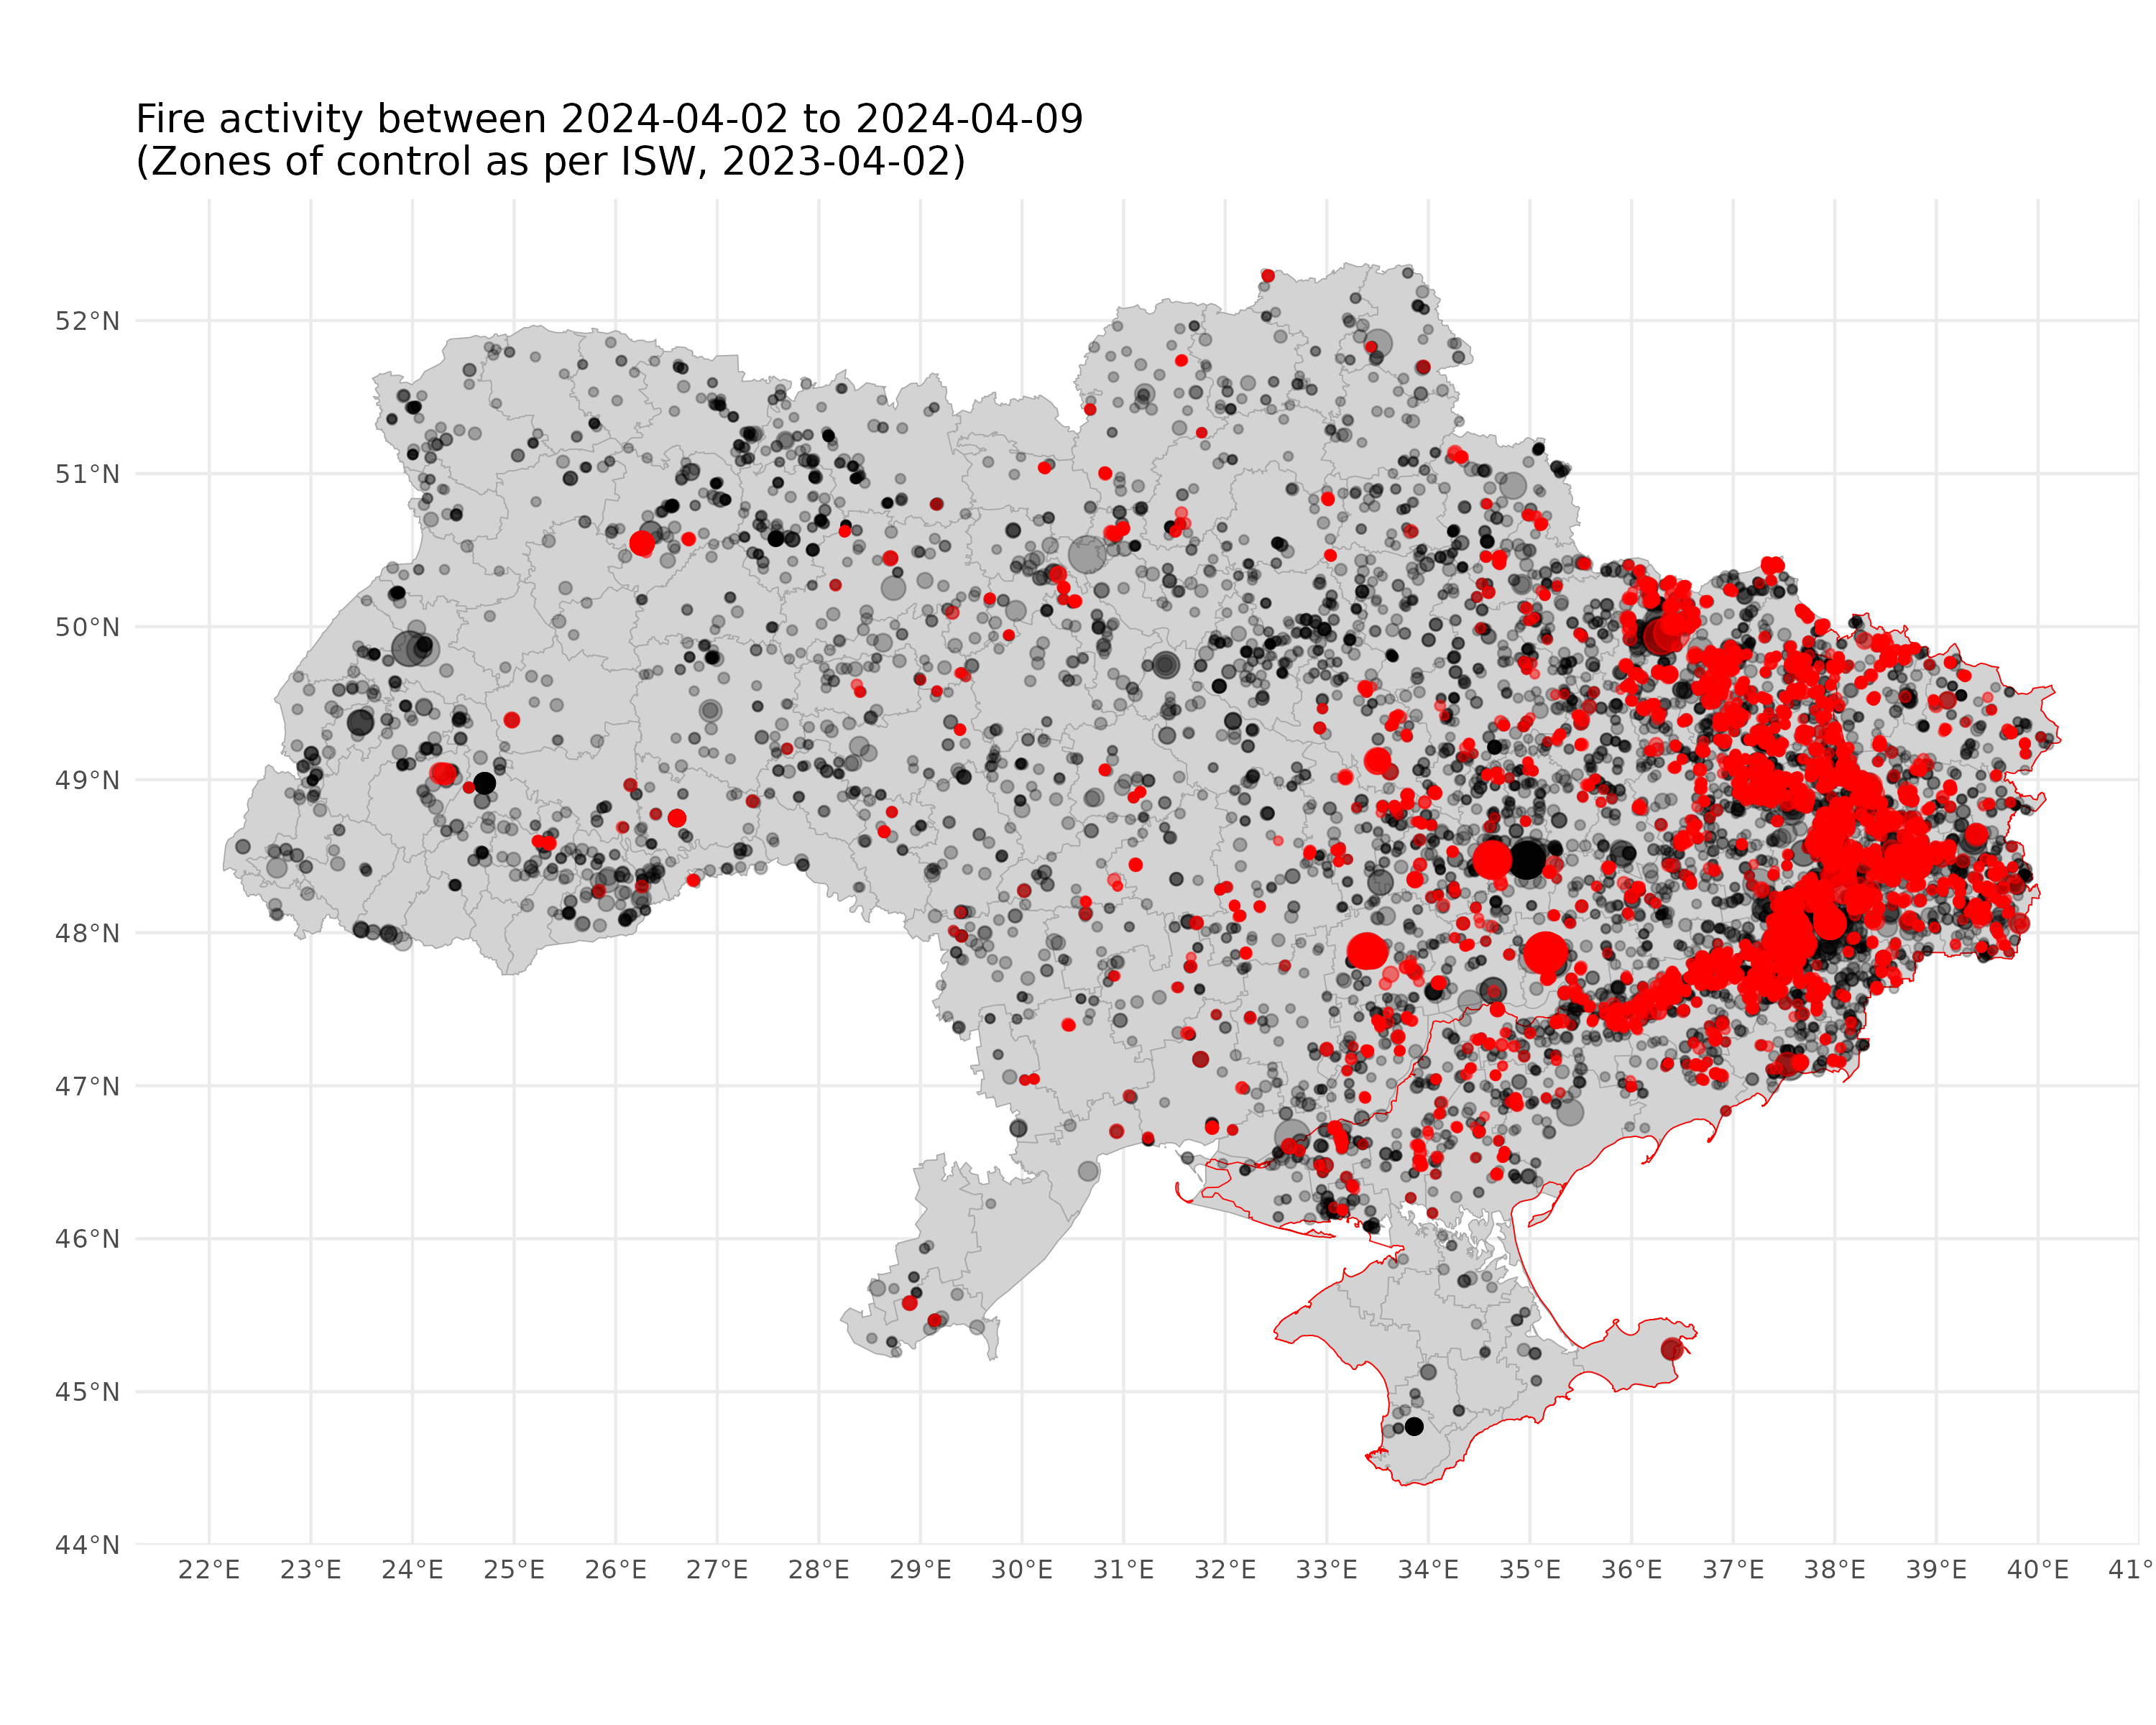 Fire activity between 2024-04-02 to 2024-04-09
(Zones of control as per ISW, 2023-04-02)
52°N
51°N
50°N
49°N
48°N
47°N
46°N
45°N
44°N
22°E 23°E 24°E 25°E 26°E 27°E 28°E 29°E 30°E 31°E 32°E 33°E 34°E 35°E 36°E 37°E 38°E 39°E 40°E 41°